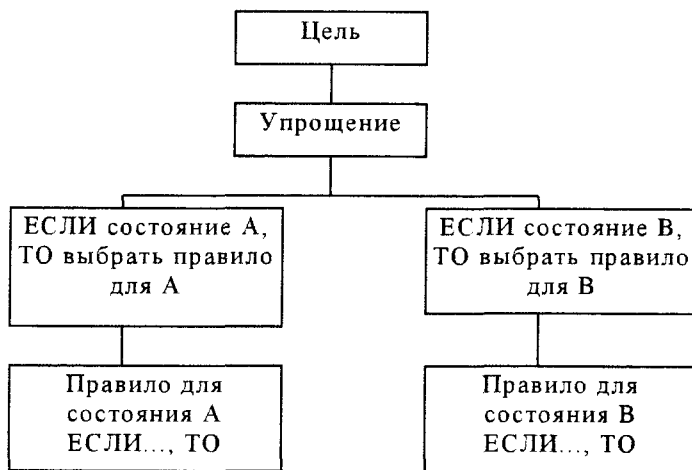 Цель
Упрощение
ЕСЛИ состояние А,
ТО выбрать правило
для А
ЕСЛИ состояние В,
ТО выбрать правило
для В
Правило для
состояния А
ЕСЛИ..., ТО
Правило для
состояния В
ЕСЛИ..., ТО